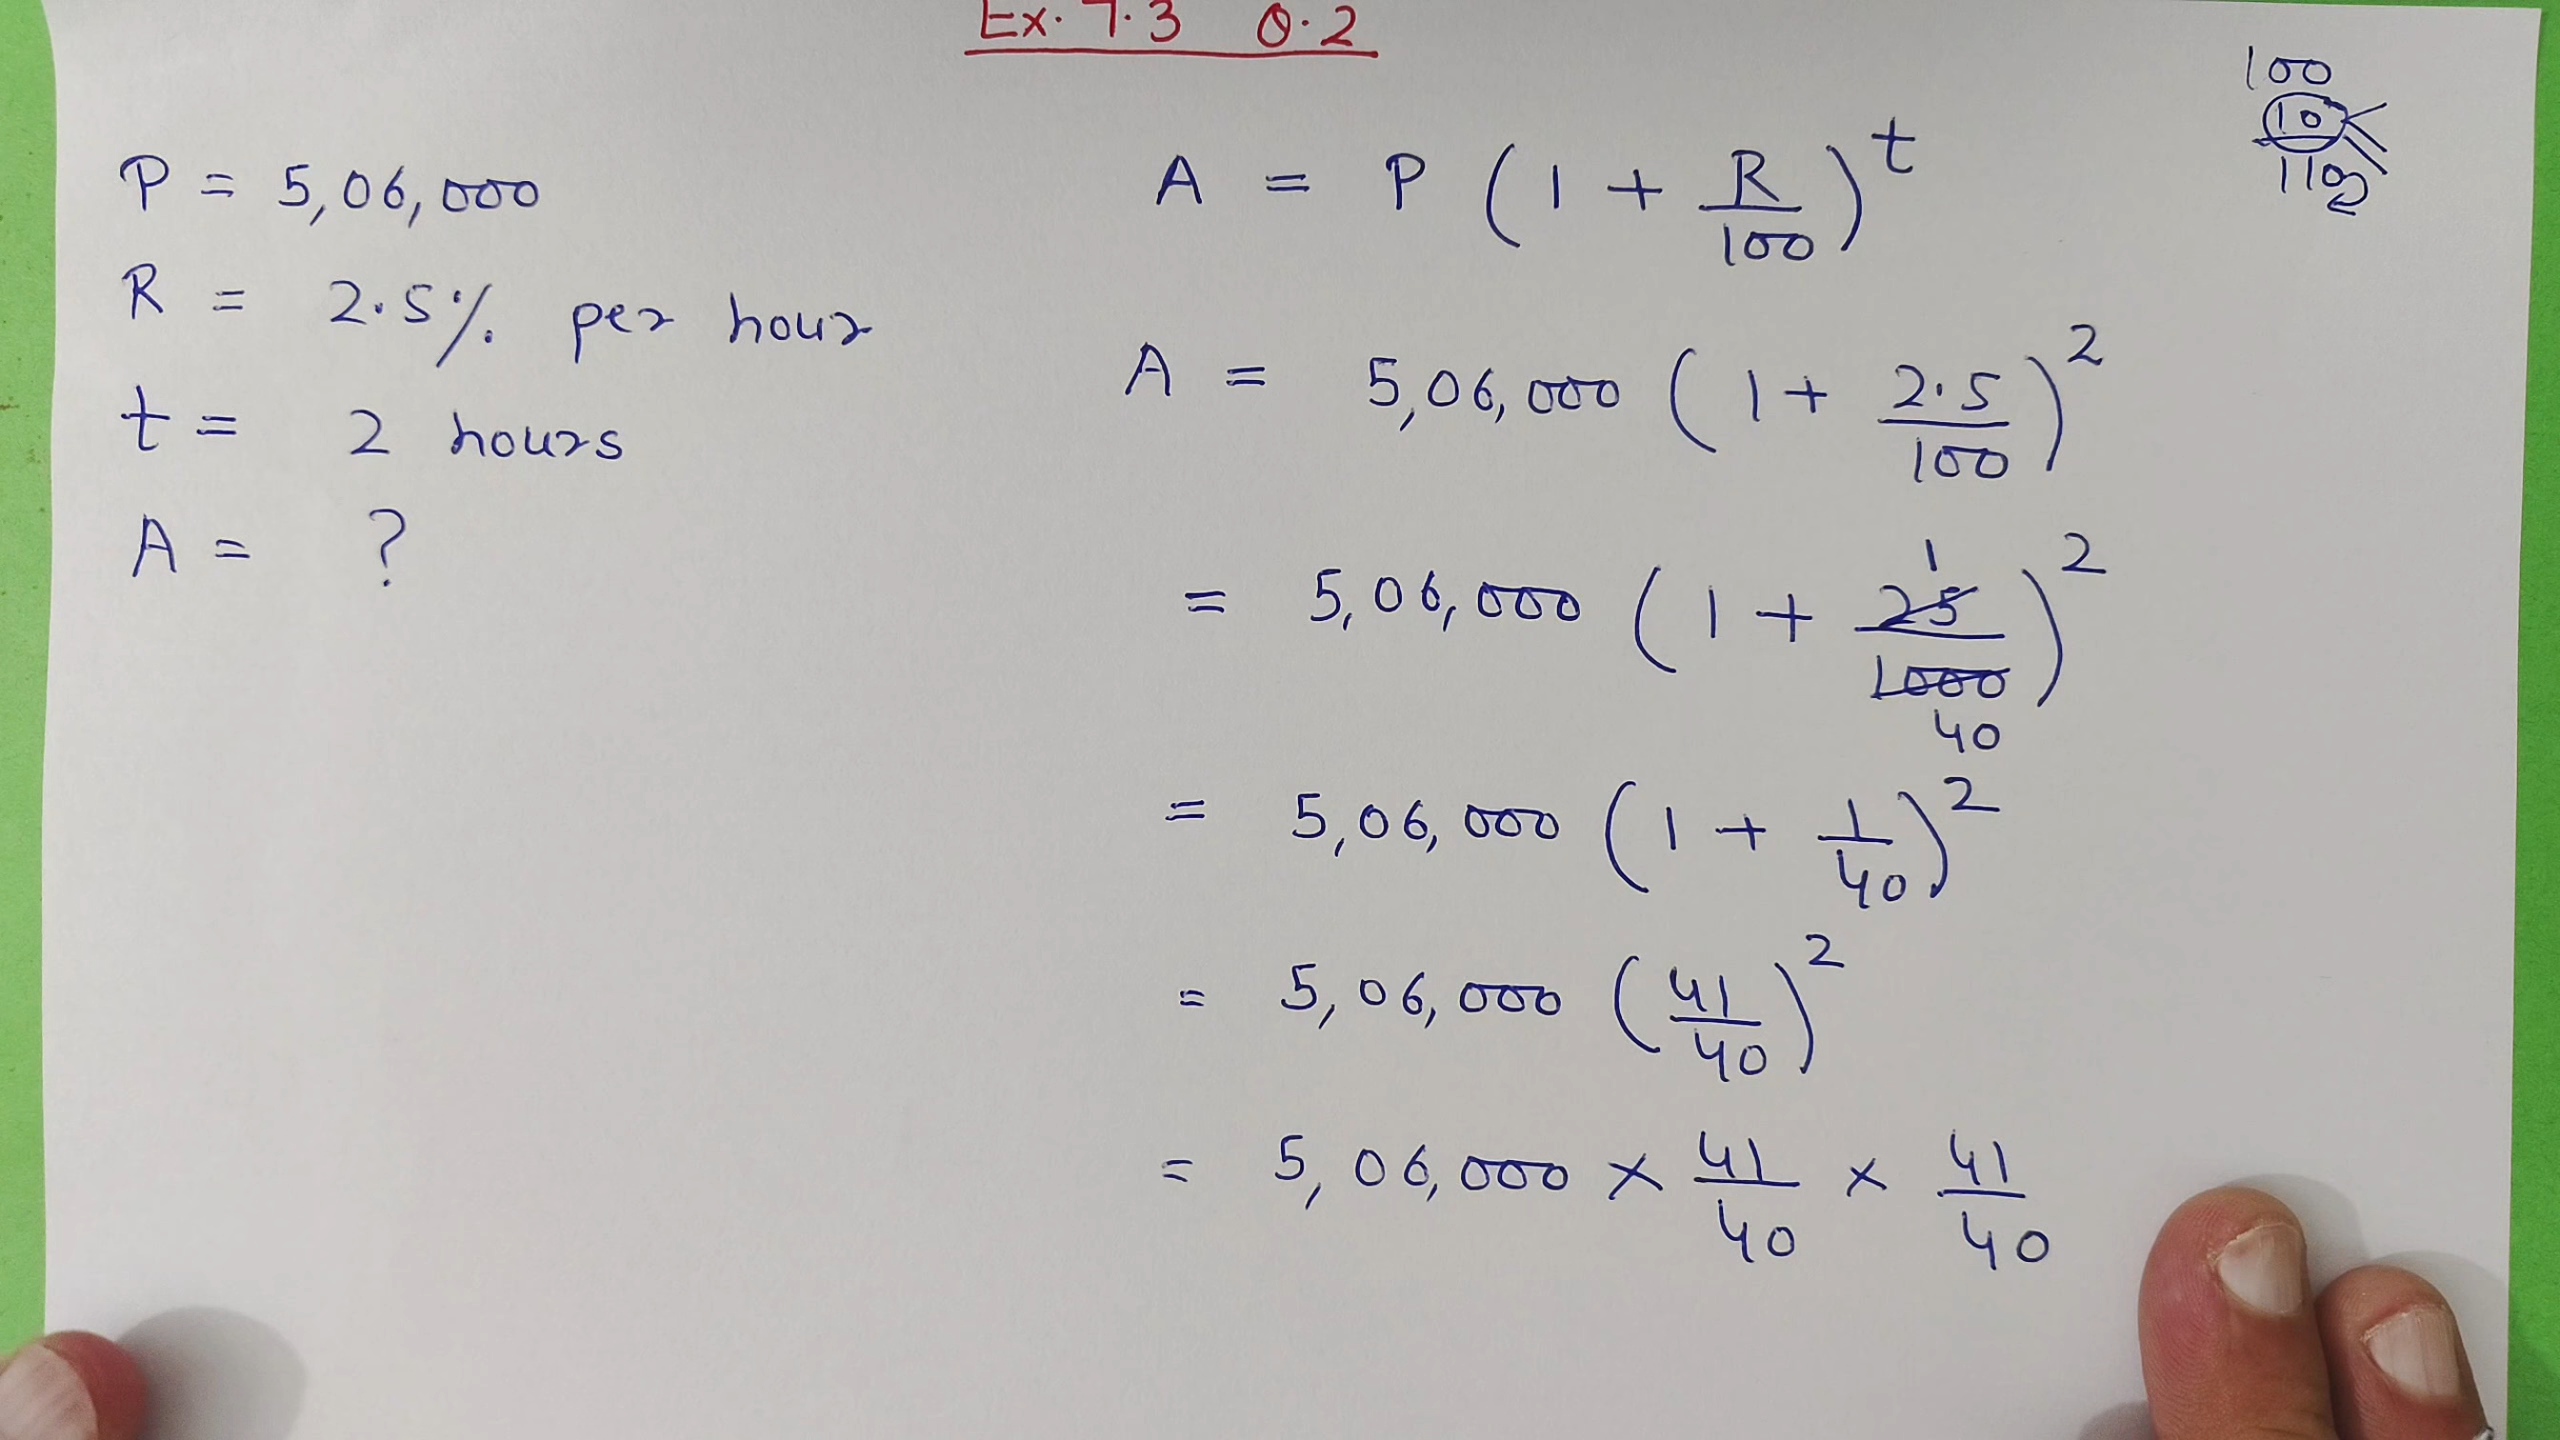 Ex. 7.3 Q.2
P = 5,06,000
R = 2.5% per hour
t = 2 hours
A = ?
A = P ( 1 + R/100 )^t
A = 5,06,000 ( 1 + 2.5/100 )^2
= 5,06,000 ( 1 + 25/1000 )^2
1
40
= 5,06,000 ( 1 + 1/40 )^2
= 5,06,000 ( 41/40 )^2
= 5,06,000 × 41/40 × 41/40
100
10
110